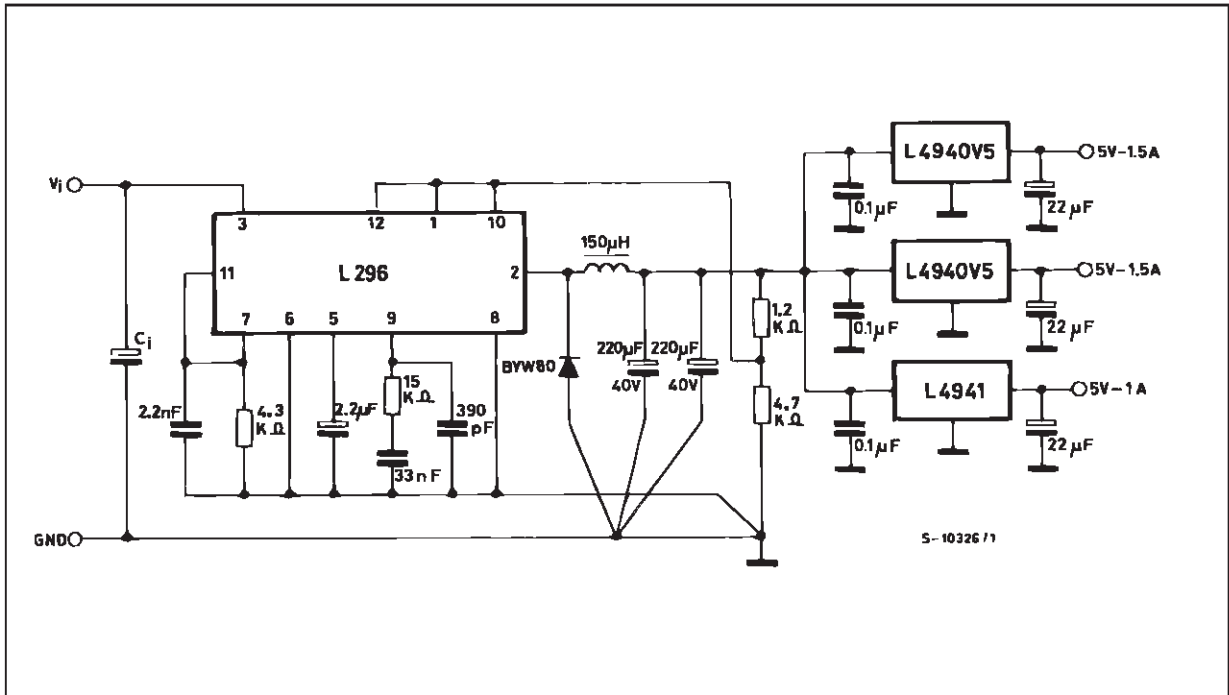 L4940V5
5V-1.5A
0.1µF
22µF
Vi
3
12
1
10
150µH
11
L296
2
L4940V5
5V-1.5A
7
6
5
9
8
1.2
KΩ
0.1µF
22µF
Ci
BYW80
220µF
220µF
40V
40V
15
KΩ
4.7
KΩ
L4941
5V-1A
2.2nF
4.3
KΩ
2.2µF
390
pF
33nF
0.1µF
22µF
GND
S-10326/1